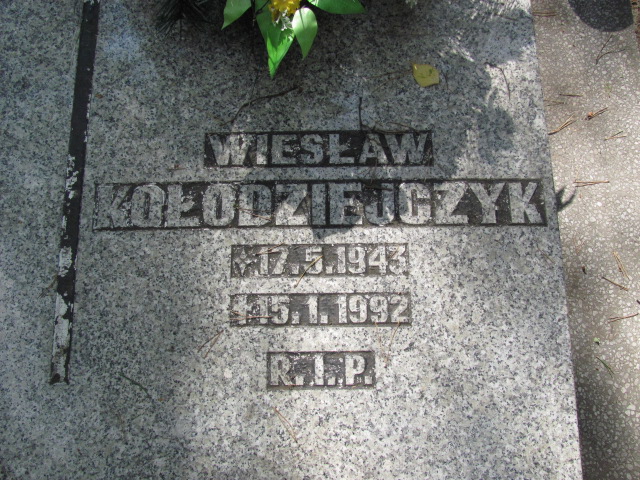 WIESŁAW
KOŁODZIEJCZYK
*17.5.1943
†15.1.1992
R.I.P.